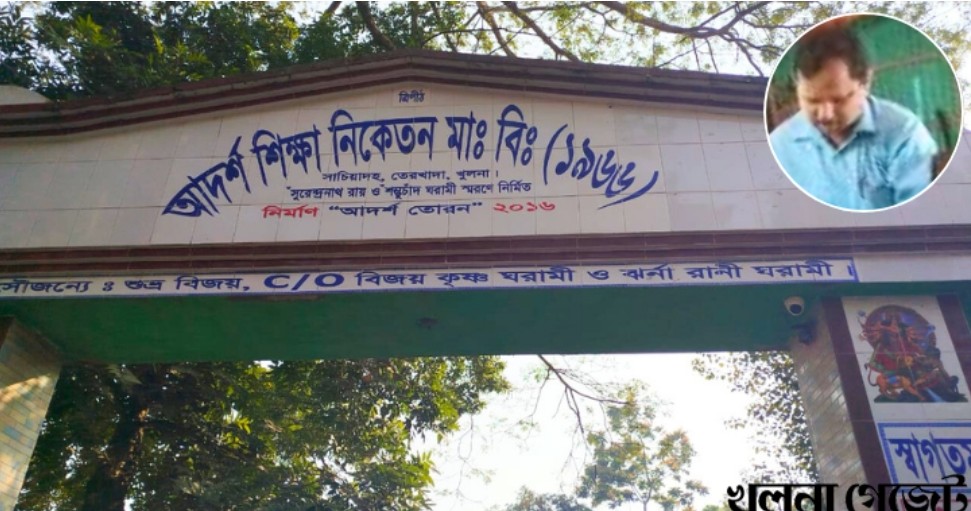 ত্রিপীঠ
আদর্শ শিক্ষা নিকেতন মাঃ বিঃ (১৯৬৬)
সাচিয়াদহ, তেরখাদা, খুলনা।
সুরেন্দ্রনাথ রায় ও শম্ভুচাঁদ ঘরামী স্মরণে নির্মিত
নির্মাণ "আদর্শ তোরন" ২০১৬
সৌজন্যে ঃ শুভ্র বিজয়, C/O বিজয় কৃষ্ণ ঘরামী ও ঝর্না রানী ঘরামী।
স্বাগতম
খুলনা গেজেট